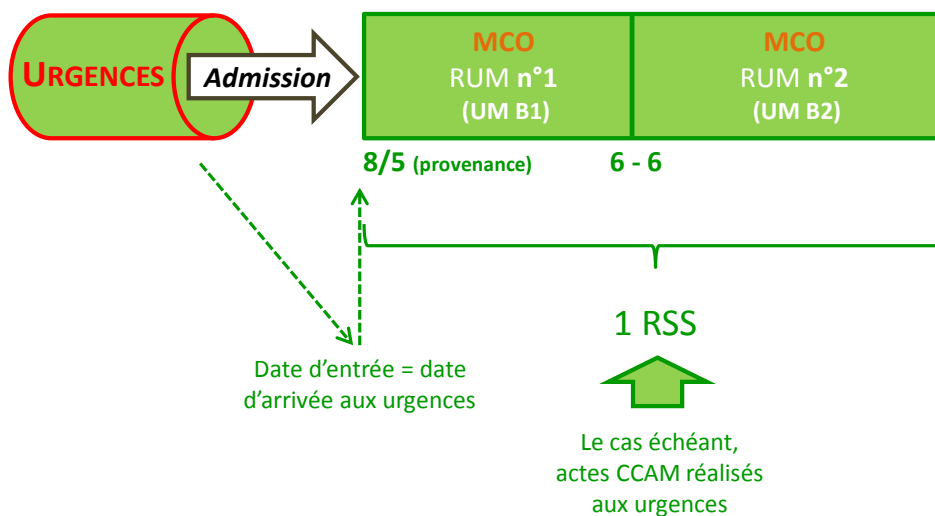 URGENCES
Admission
MCO
RUM n°1
(UM B1)
MCO
RUM n°2
(UM B2)
8/5 (provenance)
6 - 6
1 RSS
Date d’entrée = date
d’arrivée aux urgences
Le cas échéant,
actes CCAM réalisés
aux urgences